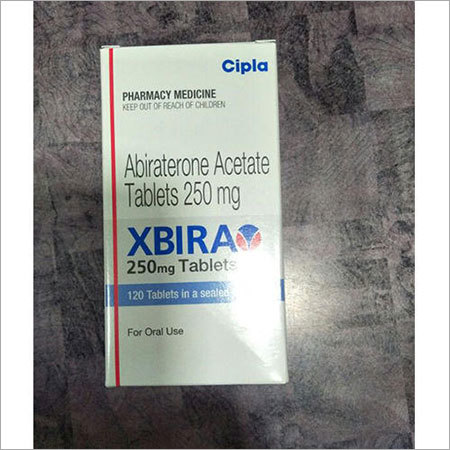 Cipla
PHARMACY MEDICINE
KEEP OUT OF REACH OF CHILDREN
Abiraterone Acetate
Tablets 250 mg
XBIRA
250mg Tablets
120 Tablets in a sealed
For Oral Use